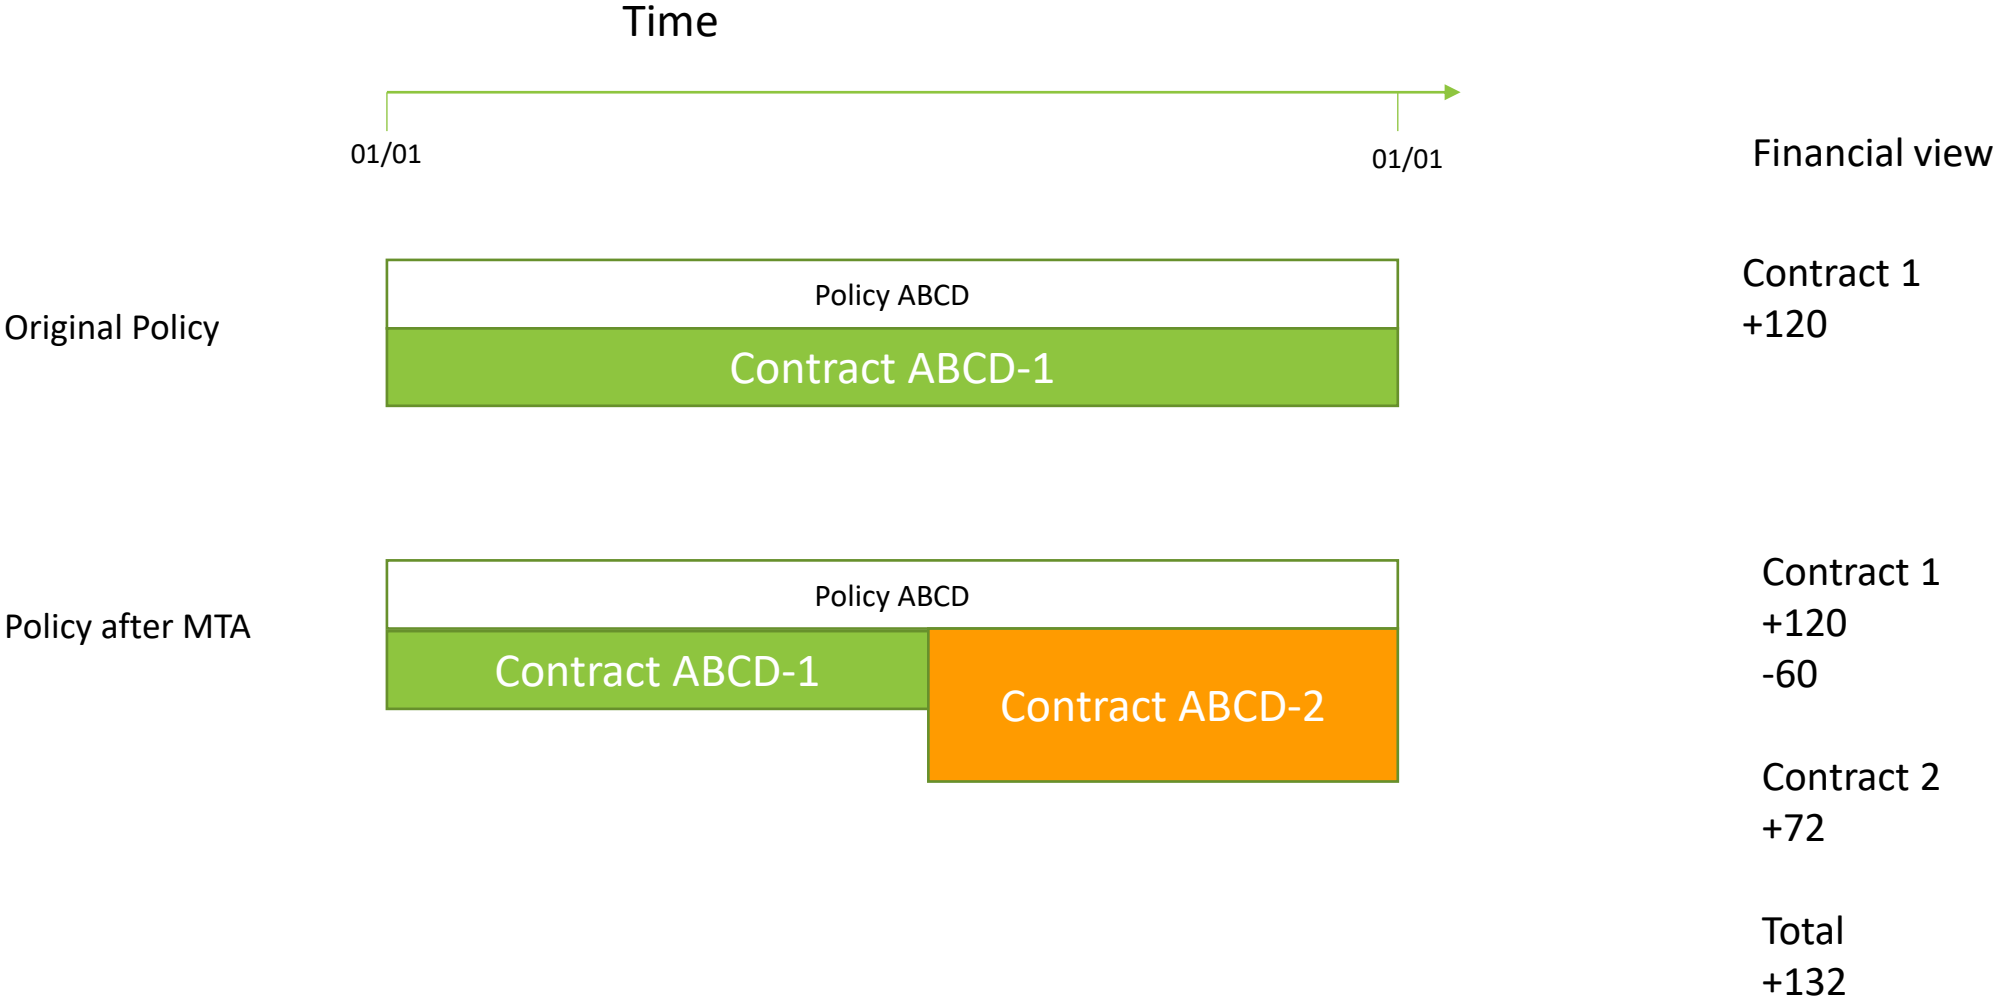 Time
01/01
01/01
Financial view
Original Policy
Policy ABCD
Contract ABCD-1
Contract 1
+120
Policy after MTA
Policy ABCD
Contract ABCD-1
Contract ABCD-2
Contract 1
+120
-60
Contract 2
+72
Total
+132